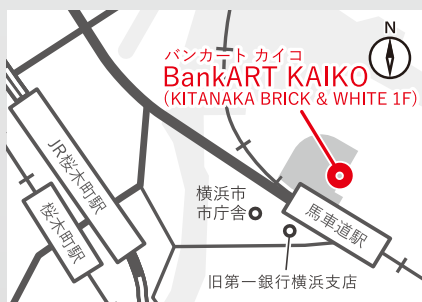 N
バンカート カイコ
BankART KAIKO
(KITANAKA BRICK & WHITE 1F)
JR桜木町駅
桜木町駅
横浜市
市庁舎
馬車道駅
旧第一銀行横浜支店